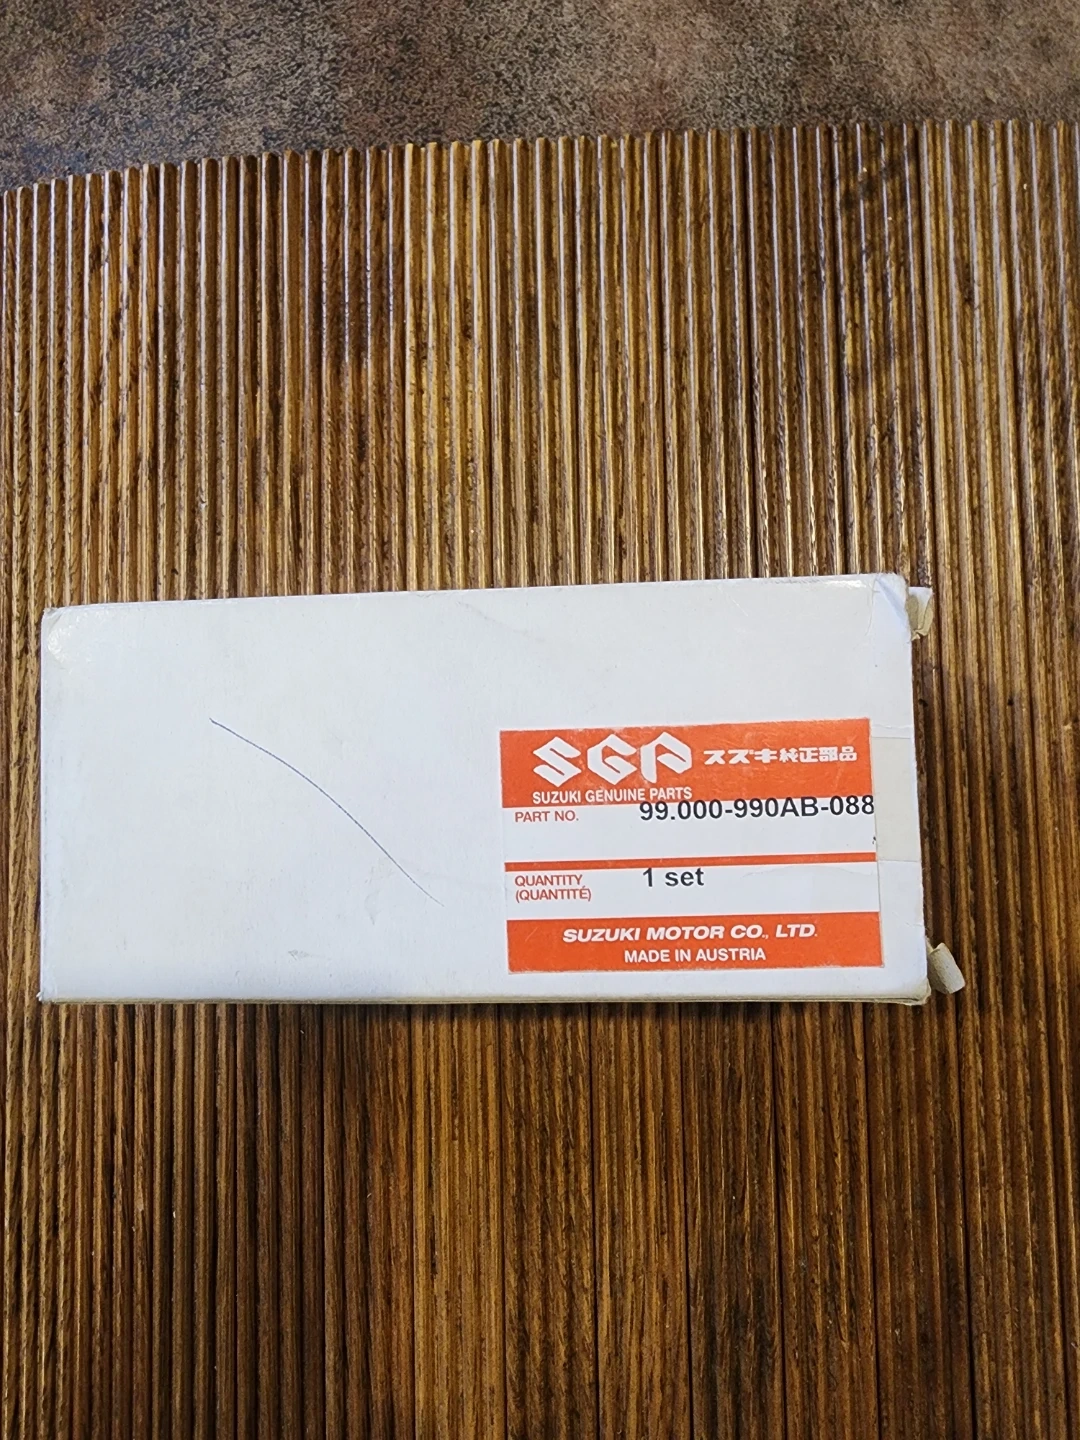 SGP スズキ純正部品
SUZUKI GENUINE PARTS
PART NO. 99.000-990AB-088
QUANTITY 1 set
(QUANTITÉ)
SUZUKI MOTOR CO., LTD.
MADE IN AUSTRIA